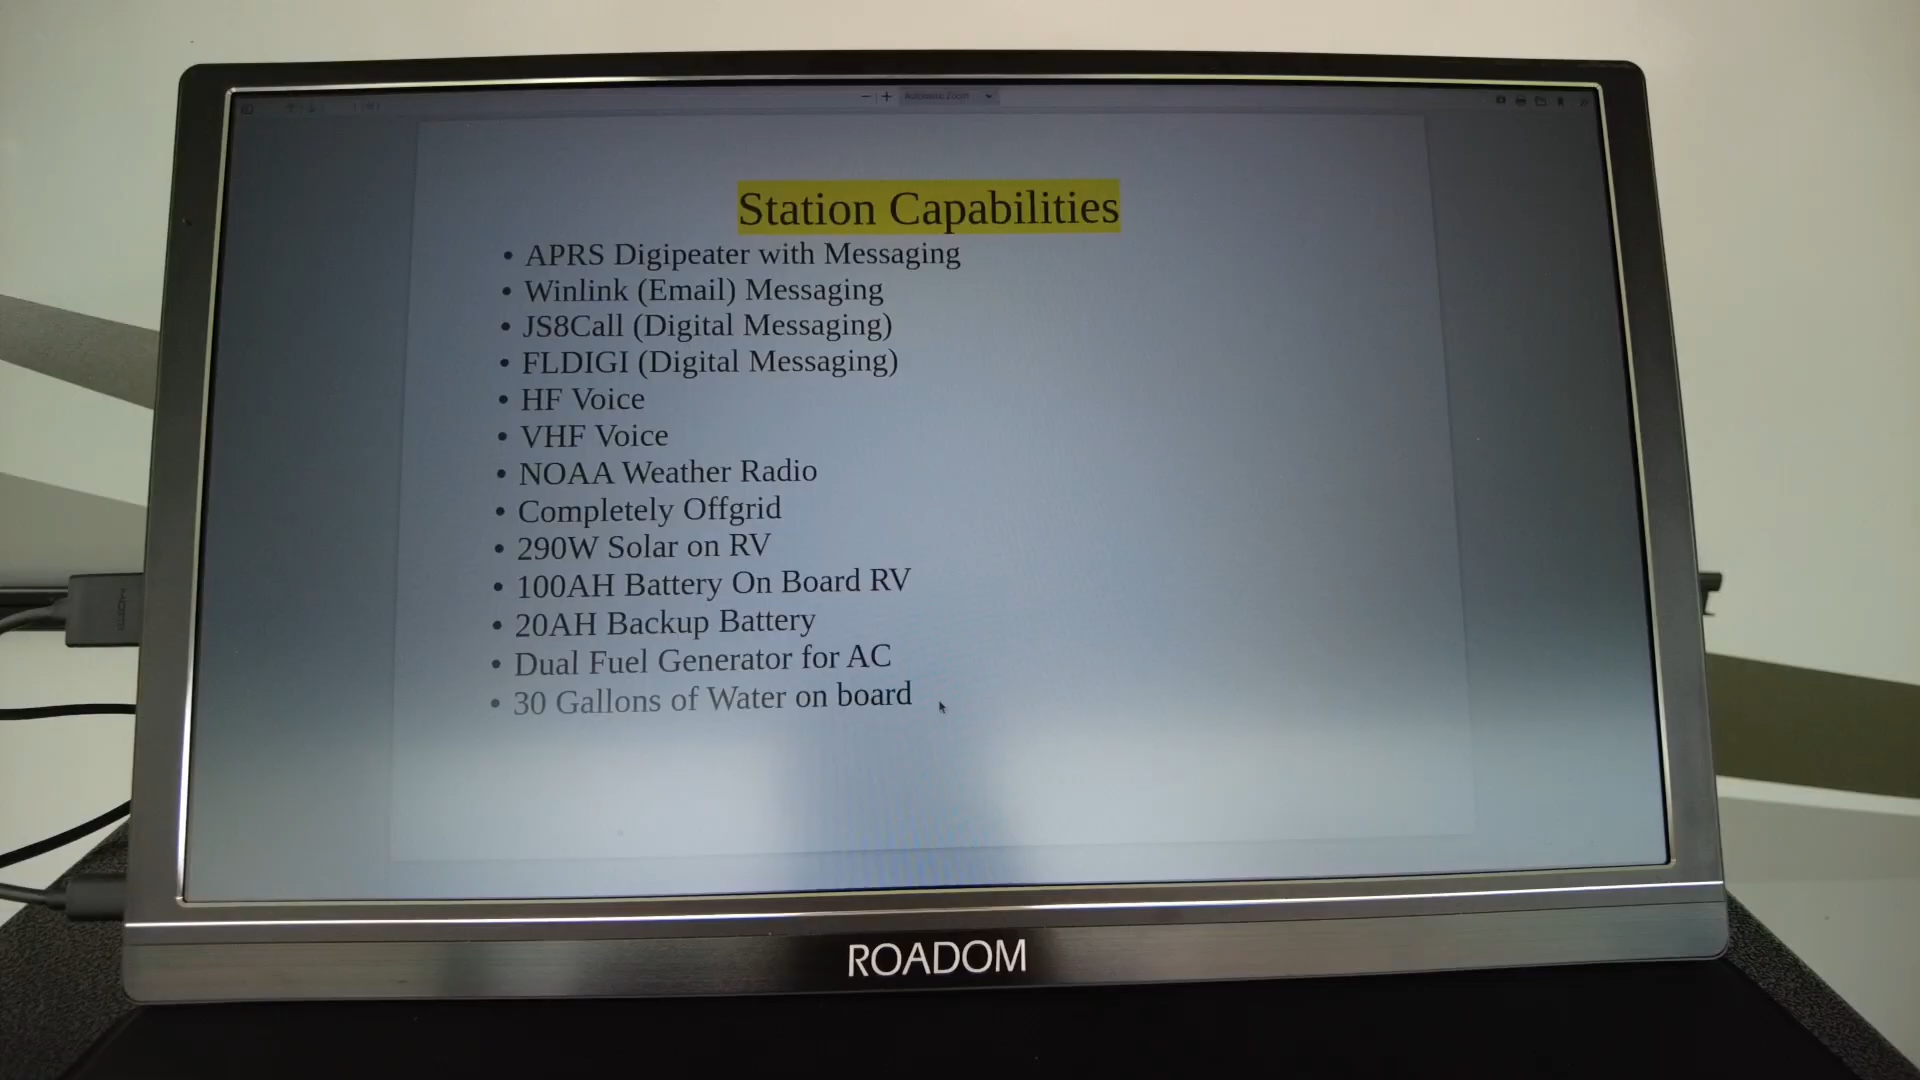 Automatic Zoom
Station Capabilities
• APRS Digipeater with Messaging
• Winlink (Email) Messaging
• JS8Call (Digital Messaging)
• FLDIGI (Digital Messaging)
• HF Voice
• VHF Voice
• NOAA Weather Radio
• Completely Offgrid
• 290W Solar on RV
• 100AH Battery On Board RV
• 20AH Backup Battery
• Dual Fuel Generator for AC
• 30 Gallons of Water on board
ROADOM